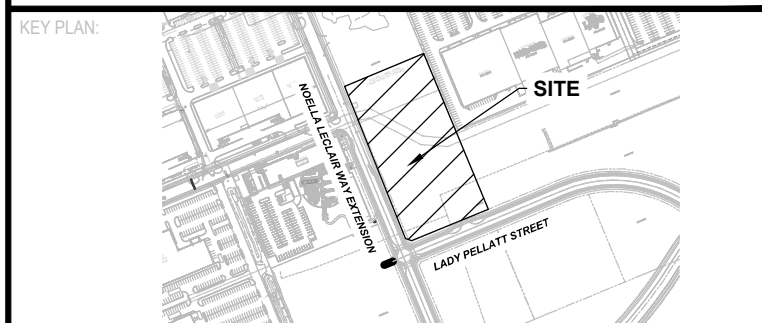 KEY PLAN:
SITE
NOELLA LECLAIR WAY EXTENSION
LADY PELLATT STREET